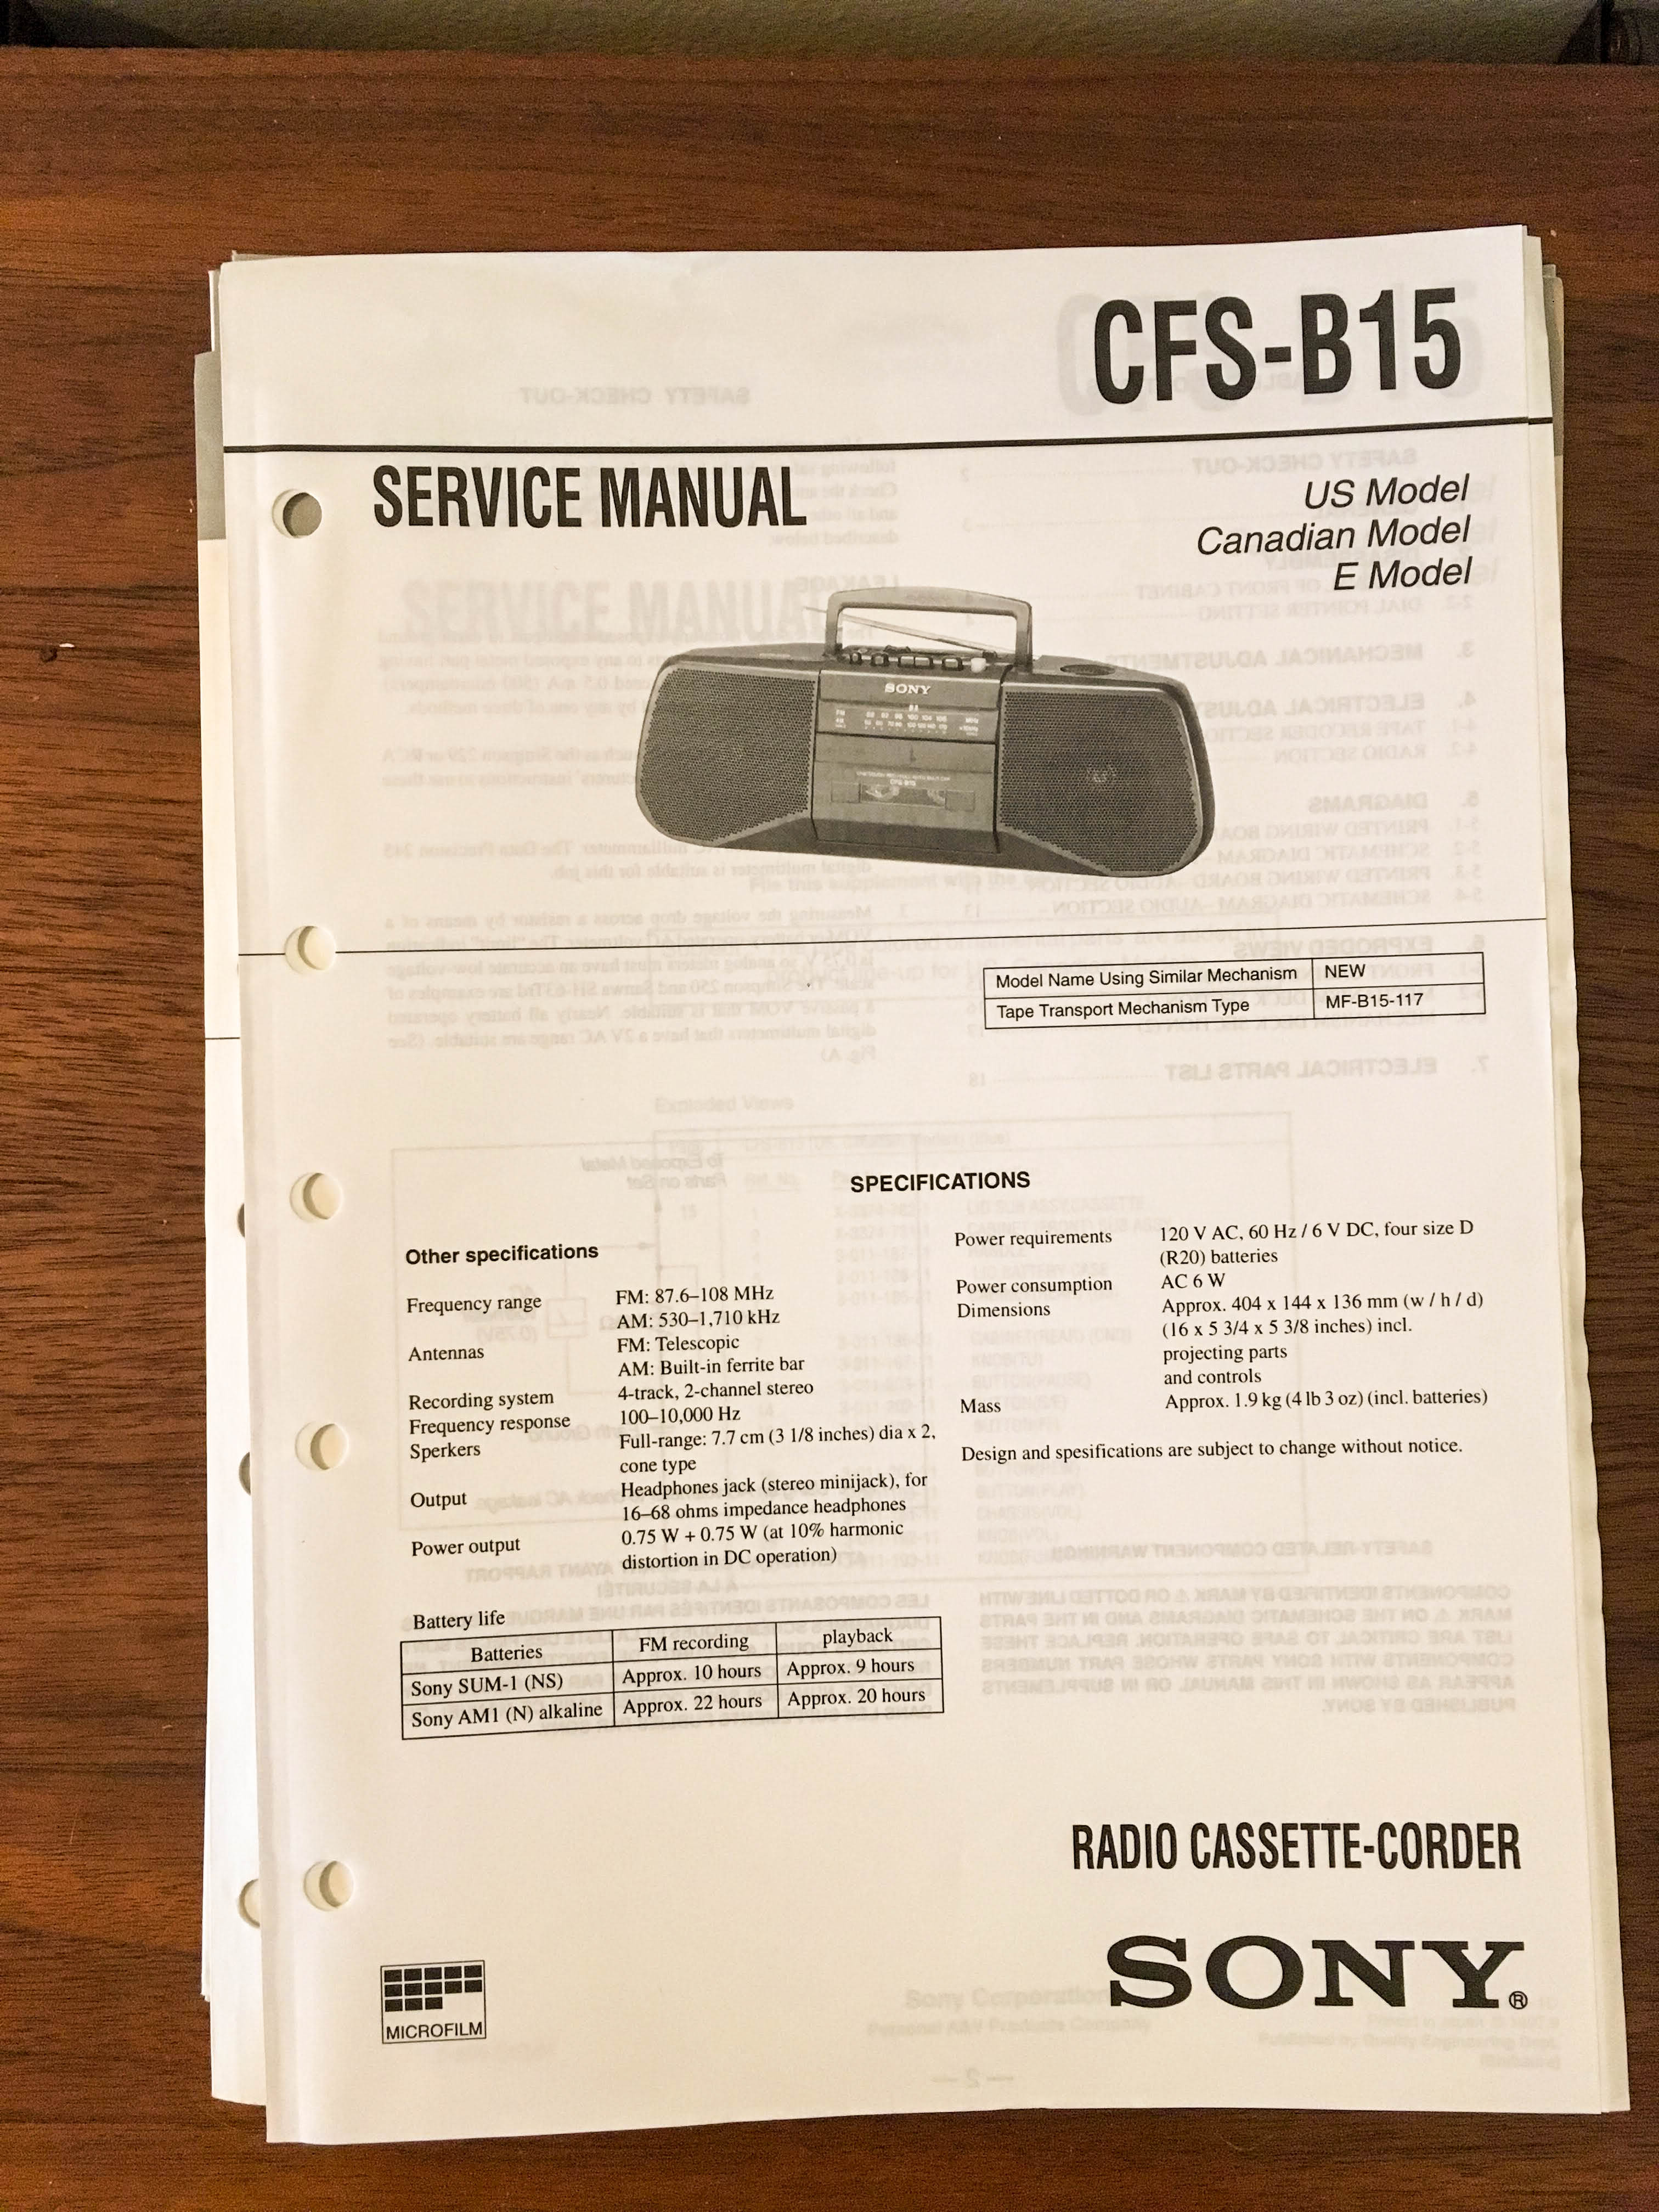 CFS-B15
SERVICE MANUAL
US Model
Canadian Model
E Model
SONY
CFS-B15
Model Name Using Similar Mechanism NEW
Tape Transport Mechanism Type MF-B15-117
SPECIFICATIONS
Other specifications
Frequency range FM: 87.6–108 MHz
AM: 530–1,710 kHz
Antennas FM: Telescopic
AM: Built-in ferrite bar
Recording system 4-track, 2-channel stereo
Frequency response 100–10,000 Hz
Sperkers Full-range: 7.7 cm (3 1/8 inches) dia x 2,
cone type
Output Headphones jack (stereo minijack), for
16–68 ohms impedance headphones
Power output 0.75 W + 0.75 W (at 10% harmonic
distortion in DC operation)
Battery life
Batteries FM recording playback
Sony SUM-1 (NS) Approx. 10 hours Approx. 9 hours
Sony AM1 (N) alkaline Approx. 22 hours Approx. 20 hours
Power requirements 120 V AC, 60 Hz / 6 V DC, four size D
(R20) batteries
Power consumption AC 6 W
Dimensions Approx. 404 x 144 x 136 mm (w / h / d)
(16 x 5 3/4 x 5 3/8 inches) incl.
projecting parts
and controls
Mass Approx. 1.9 kg (4 lb 3 oz) (incl. batteries)
Design and spesifications are subject to change without notice.
RADIO CASSETTE-CORDER
SONY®
MICROFILM